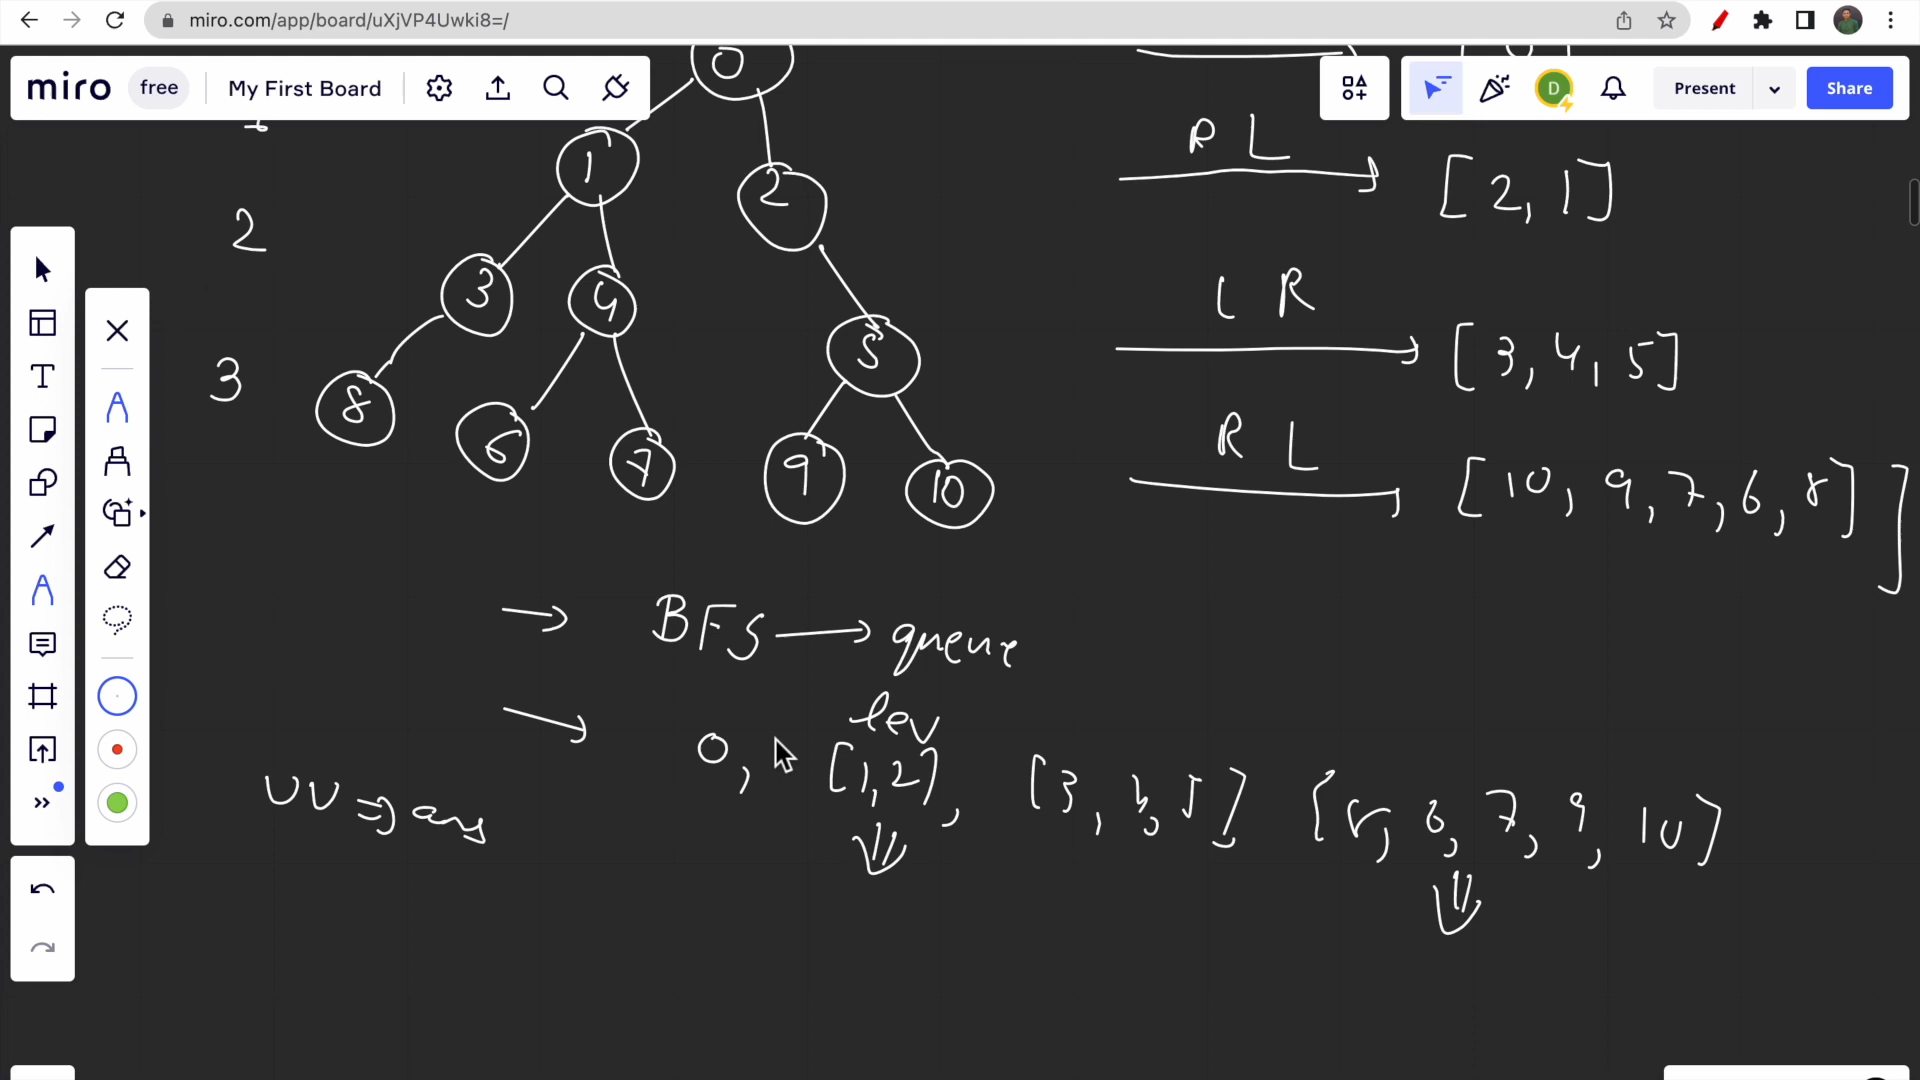 miro.com/app/board/uXjVP4Uwki8=/
miro free My First Board
D Present Share
0
1
R L
[2, 1]
1
2
2
3
4
L R
[3, 4, 5]
5
3
8
6
7
9
10
R L
[10, 9, 7, 6, 8] ]
→ BFS → queue
lev
→ 0, [1, 2], [3, 4, 5] [8, 6, 7, 9, 10]
VV ⇒ ans